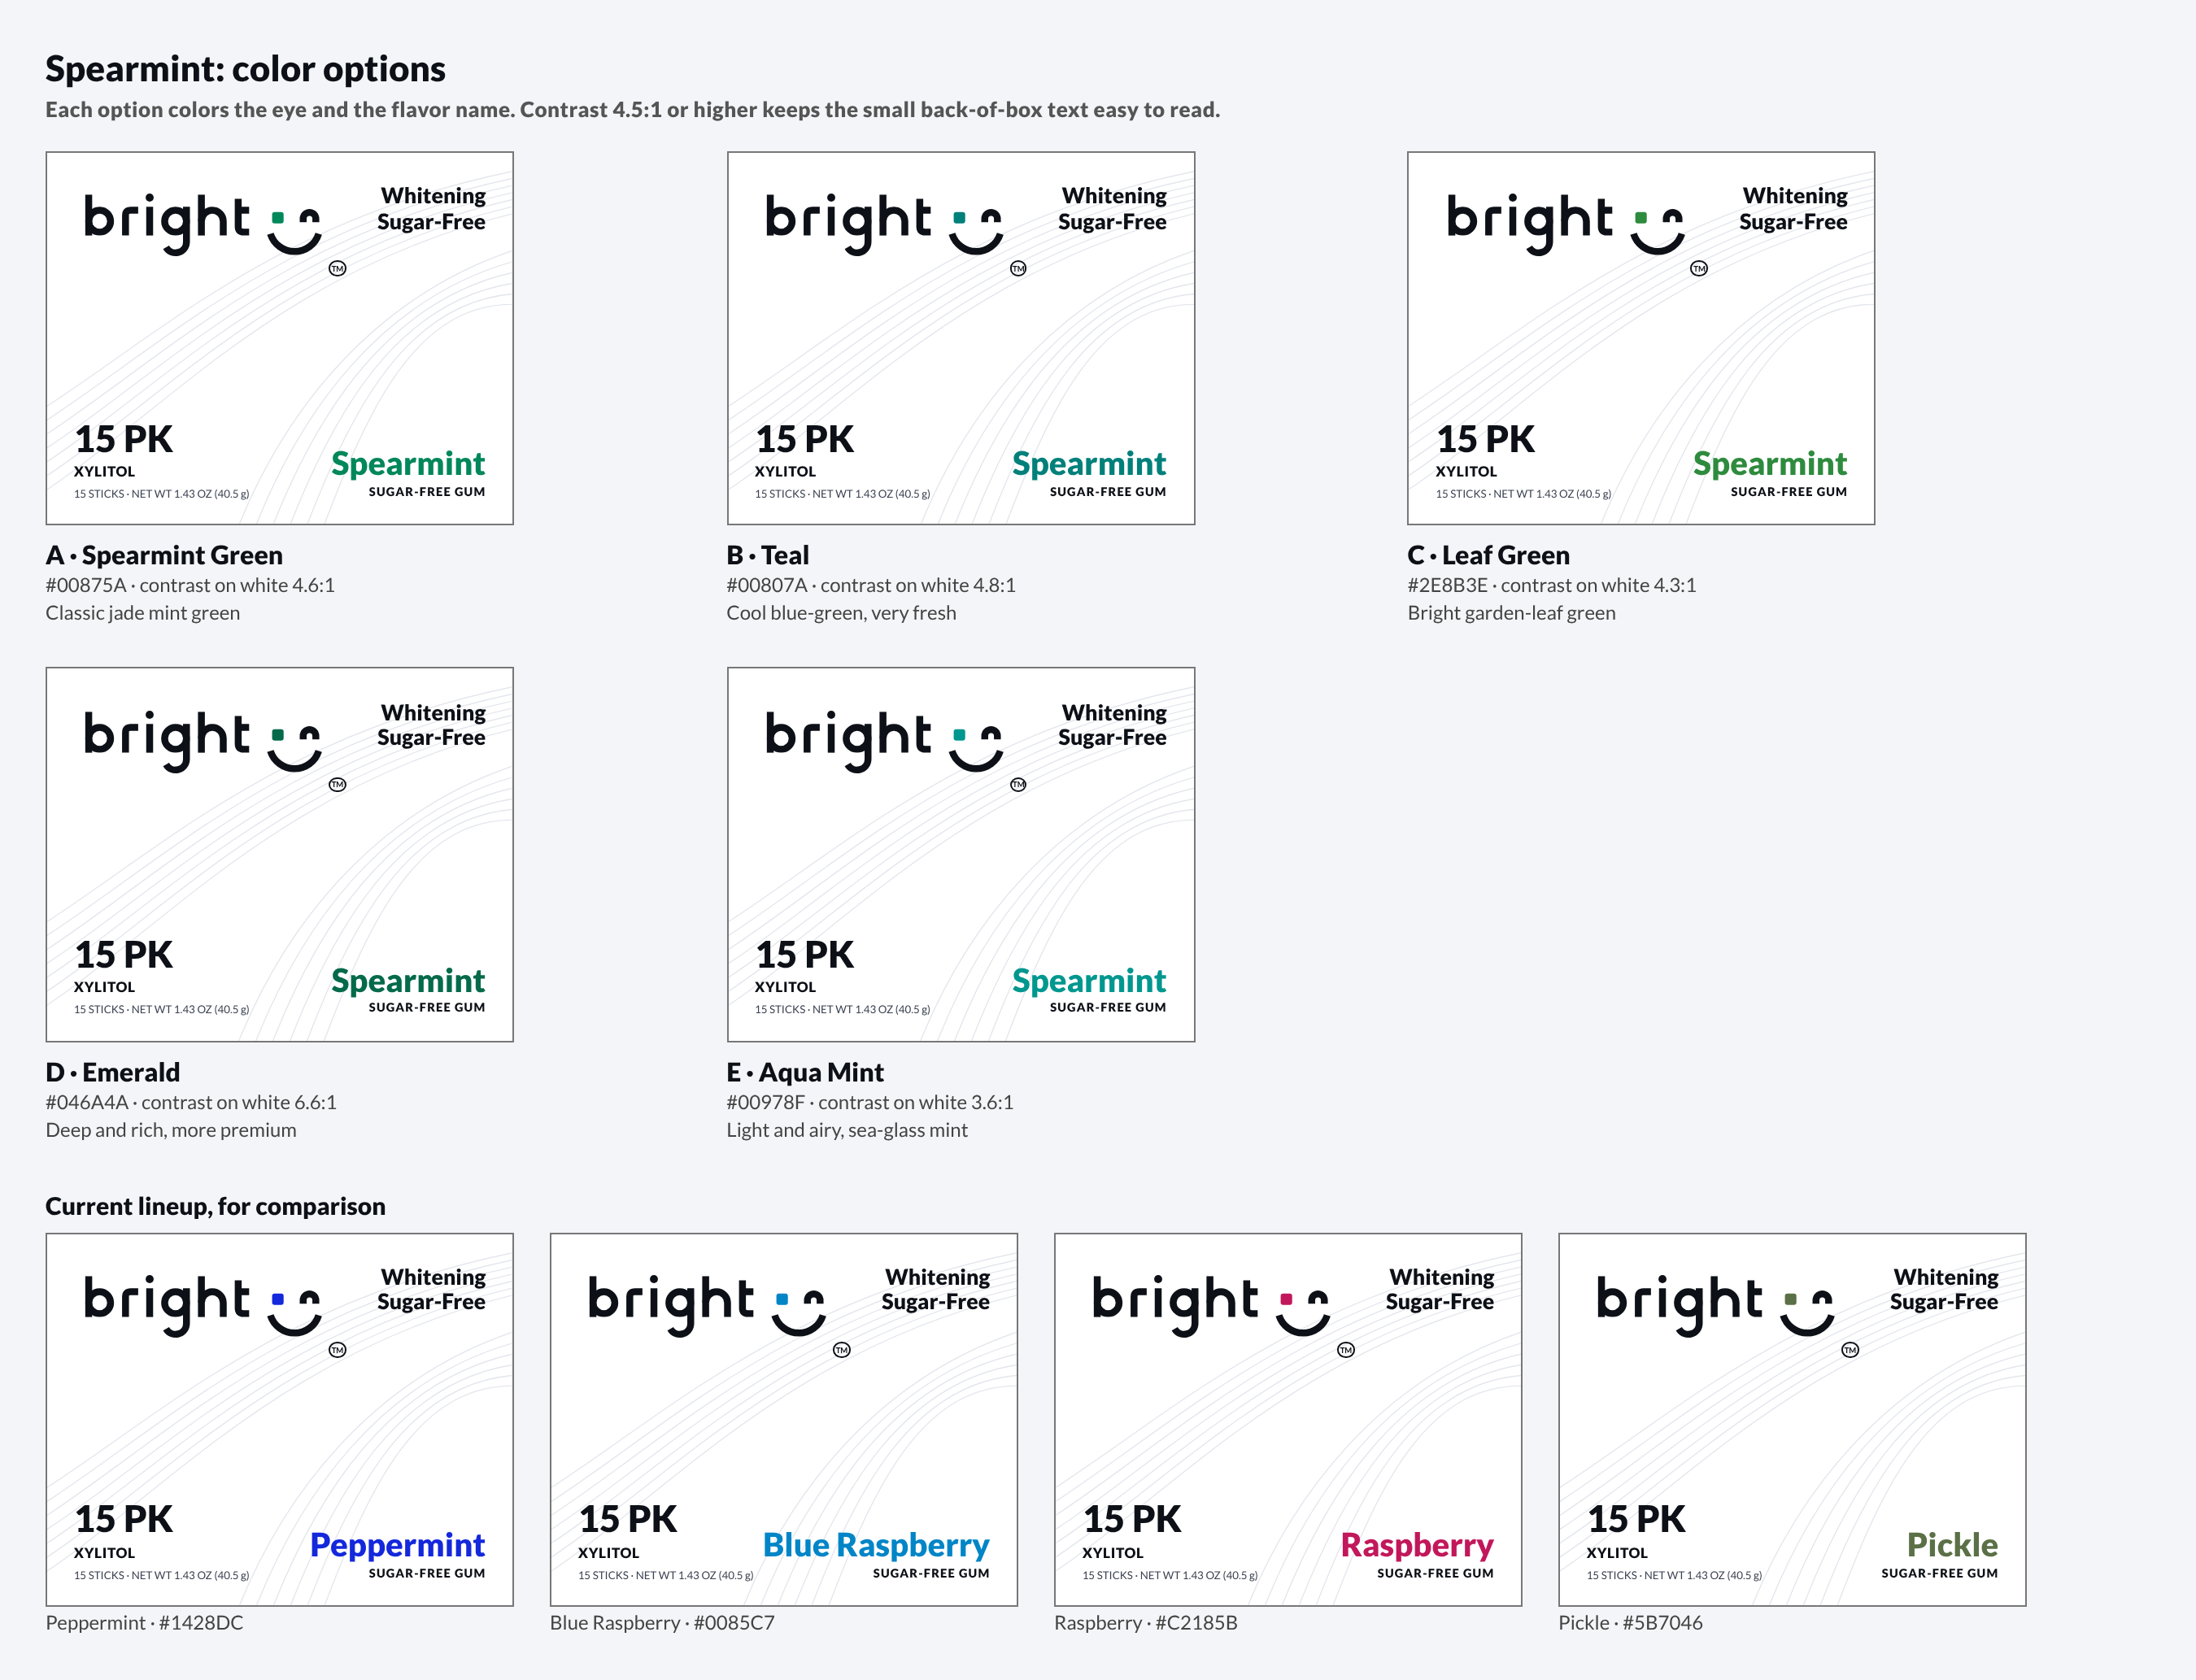 Spearmint: color options
Each option colors the eye and the flavor name. Contrast 4.5:1 or higher keeps the small back-of-box text easy to read.
bright
TM
Whitening
Sugar-Free
15 PK
XYLITOL
15 STICKS · NET WT 1.43 OZ (40.5 g)
Spearmint
SUGAR-FREE GUM
A · Spearmint Green
#00875A · contrast on white 4.6:1
Classic jade mint green
bright
TM
Whitening
Sugar-Free
15 PK
XYLITOL
15 STICKS · NET WT 1.43 OZ (40.5 g)
Spearmint
SUGAR-FREE GUM
B · Teal
#00807A · contrast on white 4.8:1
Cool blue-green, very fresh
bright
TM
Whitening
Sugar-Free
15 PK
XYLITOL
15 STICKS · NET WT 1.43 OZ (40.5 g)
Spearmint
SUGAR-FREE GUM
C · Leaf Green
#2E8B3E · contrast on white 4.3:1
Bright garden-leaf green
bright
TM
Whitening
Sugar-Free
15 PK
XYLITOL
15 STICKS · NET WT 1.43 OZ (40.5 g)
Spearmint
SUGAR-FREE GUM
D · Emerald
#046A4A · contrast on white 6.6:1
Deep and rich, more premium
bright
TM
Whitening
Sugar-Free
15 PK
XYLITOL
15 STICKS · NET WT 1.43 OZ (40.5 g)
Spearmint
SUGAR-FREE GUM
E · Aqua Mint
#00978F · contrast on white 3.6:1
Light and airy, sea-glass mint
Current lineup, for comparison
bright
TM
Whitening
Sugar-Free
15 PK
XYLITOL
15 STICKS · NET WT 1.43 OZ (40.5 g)
Peppermint
SUGAR-FREE GUM
Peppermint · #1428DC
bright
TM
Whitening
Sugar-Free
15 PK
XYLITOL
15 STICKS · NET WT 1.43 OZ (40.5 g)
Blue Raspberry
SUGAR-FREE GUM
Blue Raspberry · #0085C7
bright
TM
Whitening
Sugar-Free
15 PK
XYLITOL
15 STICKS · NET WT 1.43 OZ (40.5 g)
Raspberry
SUGAR-FREE GUM
Raspberry · #C2185B
bright
TM
Whitening
Sugar-Free
15 PK
XYLITOL
15 STICKS · NET WT 1.43 OZ (40.5 g)
Pickle
SUGAR-FREE GUM
Pickle · #5B7046